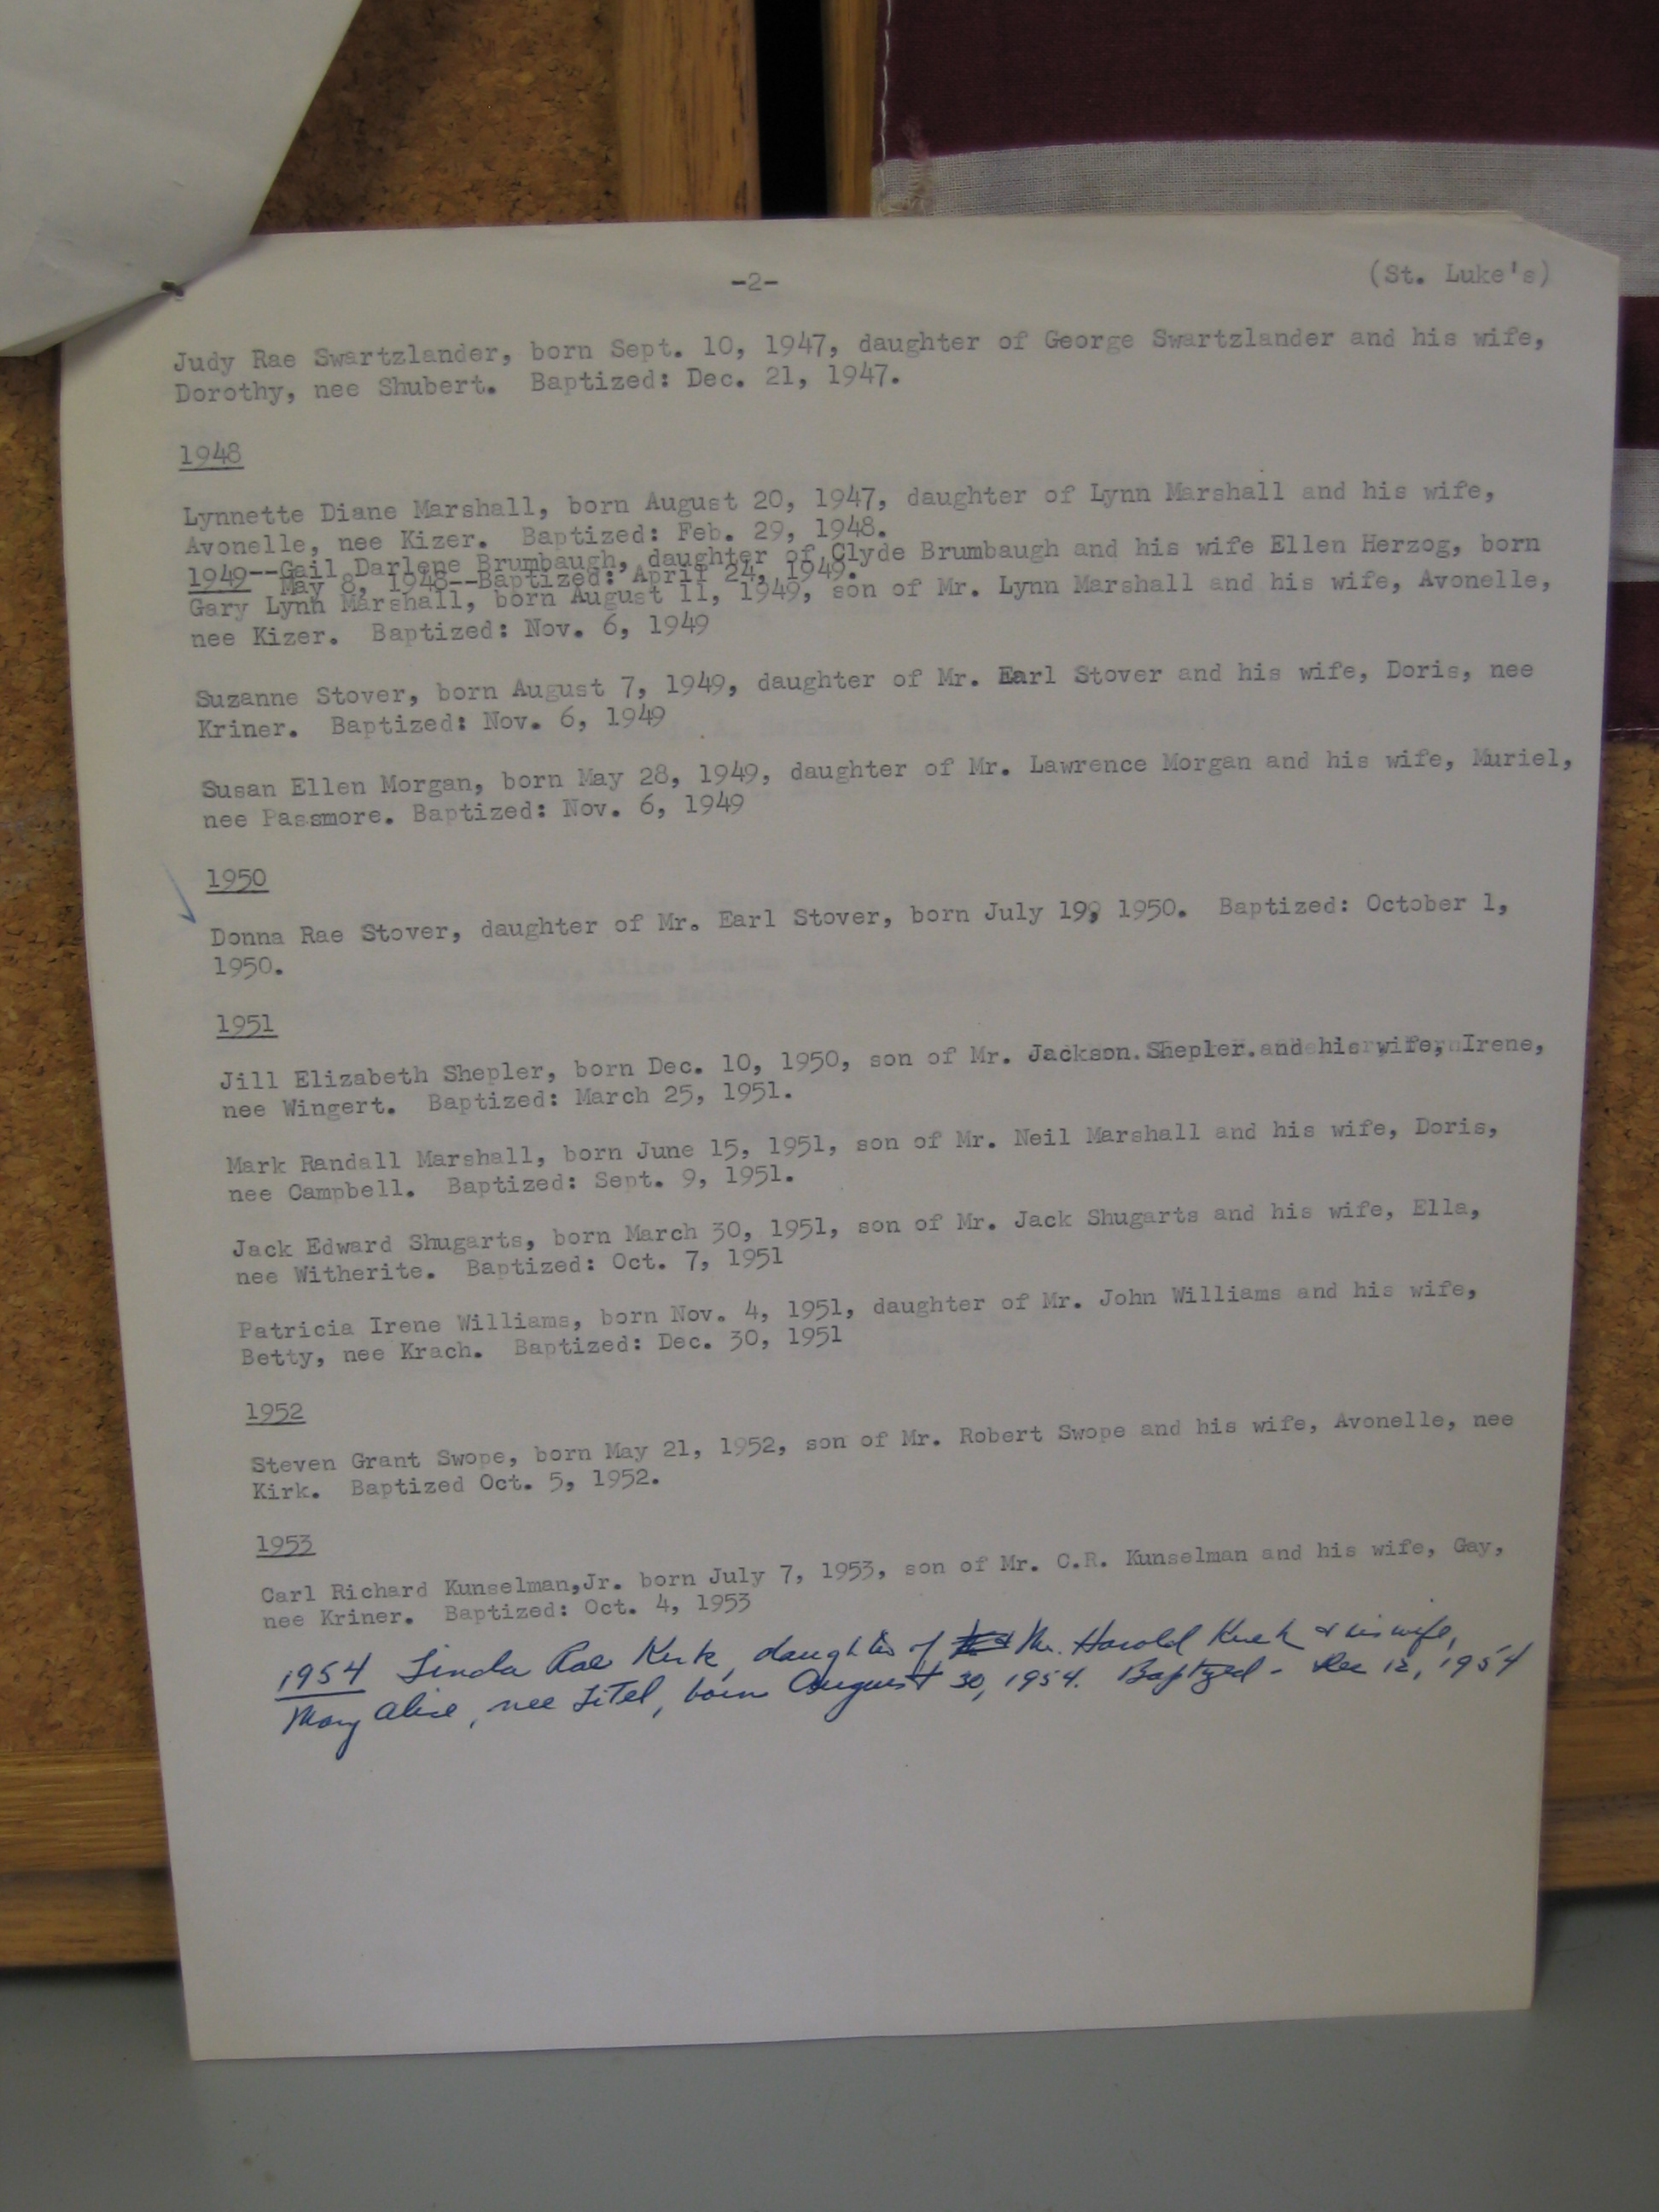 -2-
(St. Luke's)
Judy Rae Swartzlander, born Sept. 10, 1947, daughter of George Swartzlander and his wife,
Dorothy, nee Shubert. Baptized: Dec. 21, 1947.
1948
Lynnette Diane Marshall, born August 20, 1947, daughter of Lynn Marshall and his wife,
Avonelle, nee Kizer. Baptized: Feb. 29, 1948.
1949--Gail Darlene Brumbaugh, daughter of Clyde Brumbaugh and his wife Ellen Herzog, born
May 8, 1948--Baptized: April 24, 1949.
Gary Lynn Marshall, born August 11, 1949, son of Mr. Lynn Marshall and his wife, Avonelle,
nee Kizer. Baptized: Nov. 6, 1949
Suzanne Stover, born August 7, 1949, daughter of Mr. Earl Stover and his wife, Doris, nee
Kriner. Baptized: Nov. 6, 1949
Susan Ellen Morgan, born May 28, 1949, daughter of Mr. Lawrence Morgan and his wife, Muriel,
nee Passmore. Baptized: Nov. 6, 1949
1950
Donna Rae Stover, daughter of Mr. Earl Stover, born July 19, 1950. Baptized: October 1,
1950.
1951
Jill Elizabeth Shepler, born Dec. 10, 1950, son of Mr. Jackson Shepler and his wife, Irene,
nee Wingert. Baptized: March 25, 1951.
Mark Randall Marshall, born June 15, 1951, son of Mr. Neil Marshall and his wife, Doris,
nee Campbell. Baptized: Sept. 9, 1951.
Jack Edward Shugarts, born March 30, 1951, son of Mr. Jack Shugarts and his wife, Ella,
nee Witherite. Baptized: Oct. 7, 1951
Patricia Irene Williams, born Nov. 4, 1951, daughter of Mr. John Williams and his wife,
Betty, nee Krach. Baptized: Dec. 30, 1951
1952
Steven Grant Swope, born May 21, 1952, son of Mr. Robert Swope and his wife, Avonelle, nee
Kirk. Baptized Oct. 5, 1952.
1953
Carl Richard Kunselman,Jr. born July 7, 1953, son of Mr. C.R. Kunselman and his wife, Gay,
nee Kriner. Baptized: Oct. 4, 1953
1954 Linda Rae Kirk, daughter of Mr. Harold Kirk & his wife,
Mary Alice, nee Litel, born August 30, 1954. Baptized - Dec 12, 1954